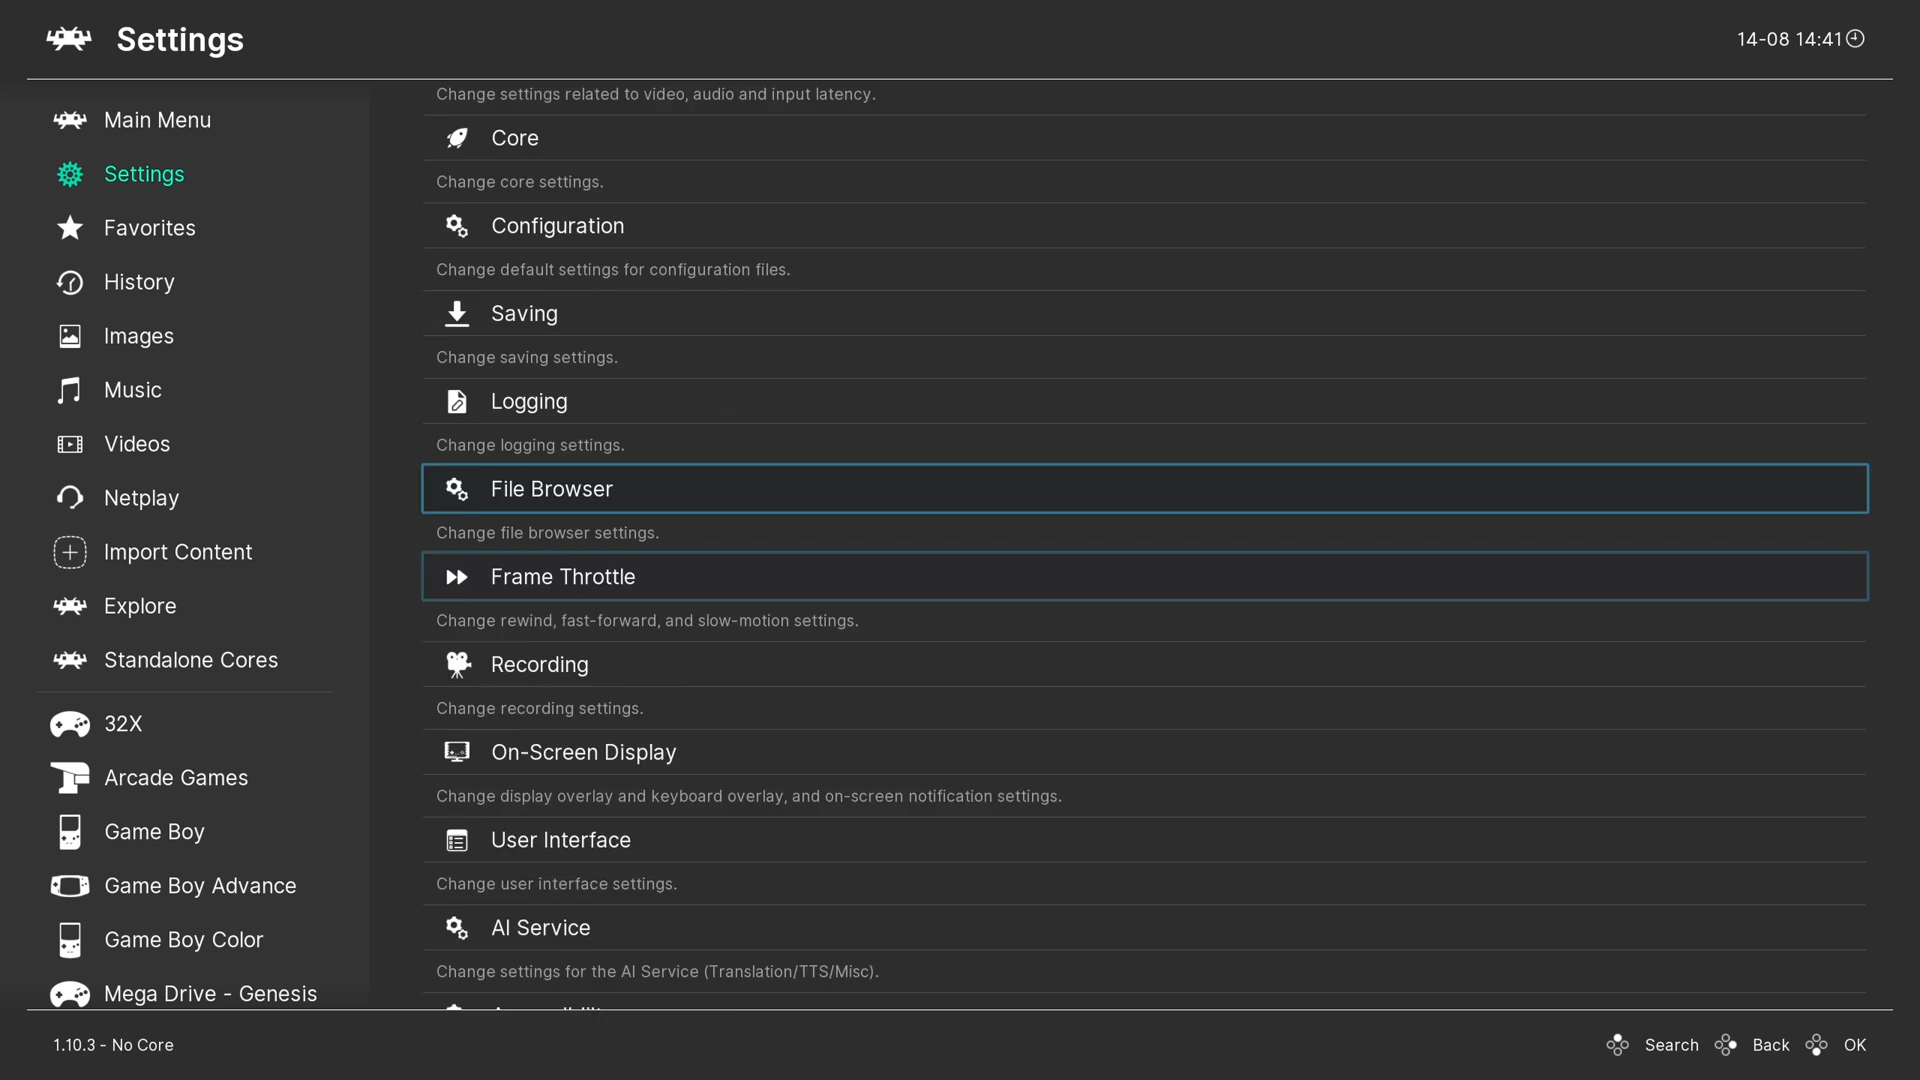 Settings
14-08 14:41
Main Menu
Settings
Favorites
History
Images
Music
Videos
Netplay
Import Content
Explore
Standalone Cores
32X
Arcade Games
Game Boy
Game Boy Advance
Game Boy Color
Mega Drive - Genesis
Change settings related to video, audio and input latency.
Core
Change core settings.
Configuration
Change default settings for configuration files.
Saving
Change saving settings.
Logging
Change logging settings.
File Browser
Change file browser settings.
Frame Throttle
Change rewind, fast-forward, and slow-motion settings.
Recording
Change recording settings.
On-Screen Display
Change display overlay and keyboard overlay, and on-screen notification settings.
User Interface
Change user interface settings.
AI Service
Change settings for the AI Service (Translation/TTS/Misc).
1.10.3 - No Core
Search Back OK